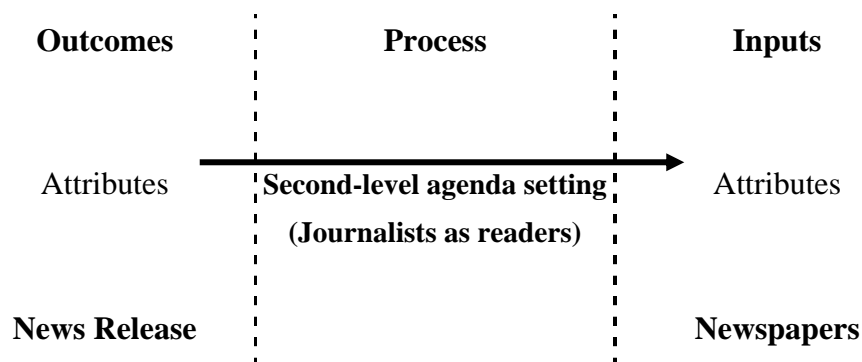 Outcomes Process Inputs
Attributes Second-level agenda setting Attributes
(Journalists as readers)
News Release Newspapers